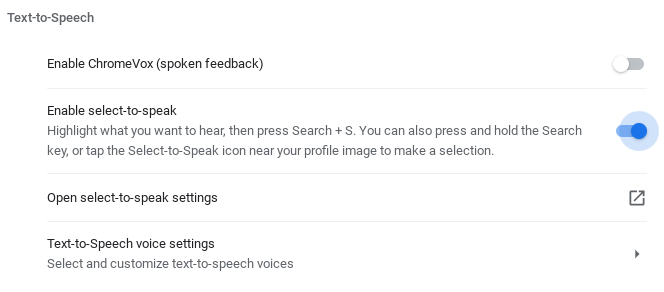 Text-to-Speech
Enable ChromeVox (spoken feedback)
Enable select-to-speak
Highlight what you want to hear, then press Search + S. You can also press and hold the Search
key, or tap the Select-to-Speak icon near your profile image to make a selection.
Open select-to-speak settings
Text-to-Speech voice settings
Select and customize text-to-speech voices